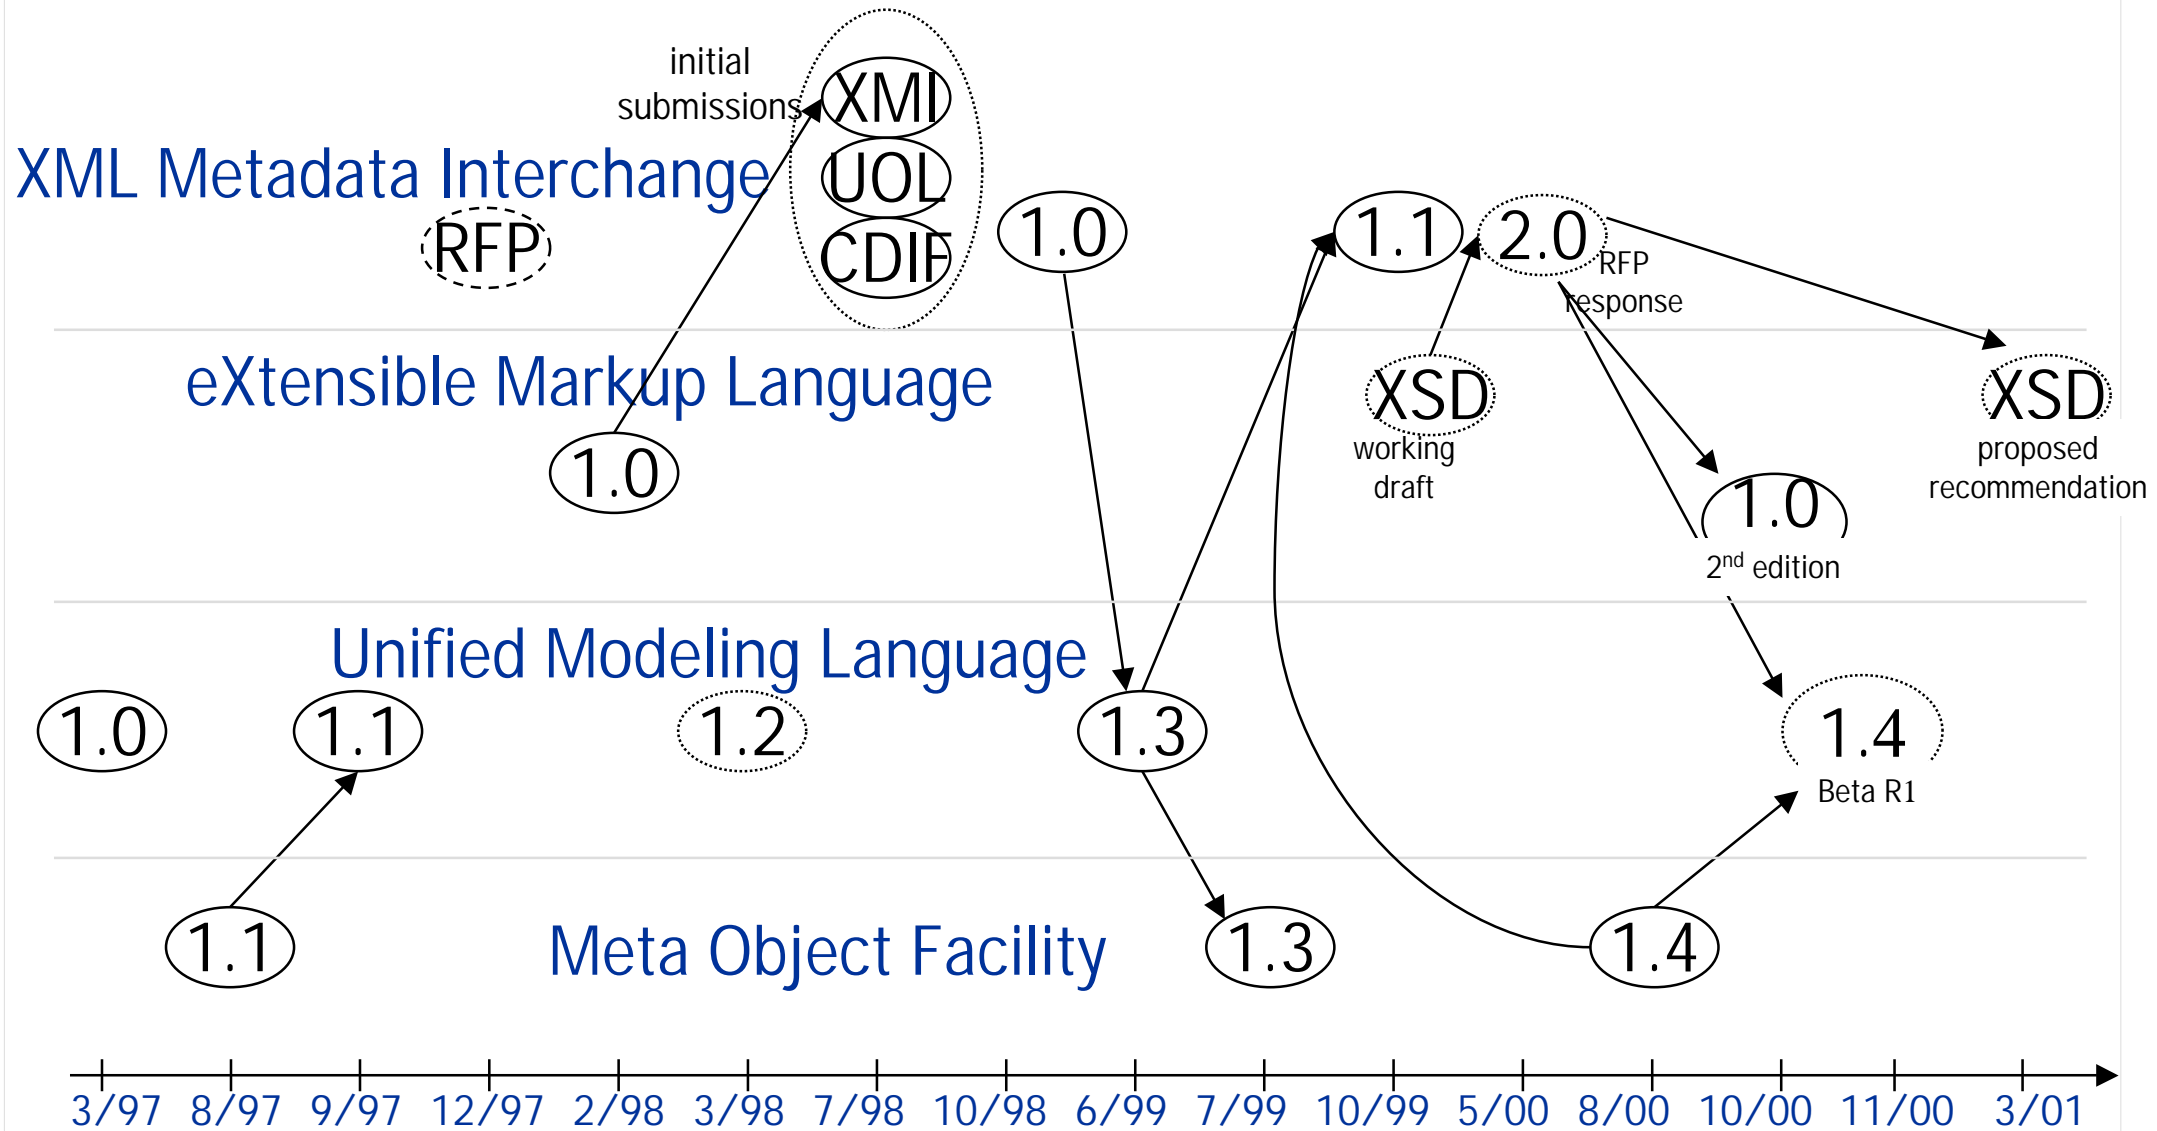 initial
submissions
XMI
XML Metadata Interchange
UOL
RFP
CDIF
1.0
1.1
2.0
RFP
response
eXtensible Markup Language
1.0
XSD
working
draft
XSD
proposed
recommendation
1.0
2nd edition
Unified Modeling Language
1.0
1.1
1.2
1.3
1.4
Beta R1
1.1
Meta Object Facility
1.3
1.4
3/97 8/97 9/97 12/97 2/98 3/98 7/98 10/98 6/99 7/99 10/99 5/00 8/00 10/00 11/00 3/01